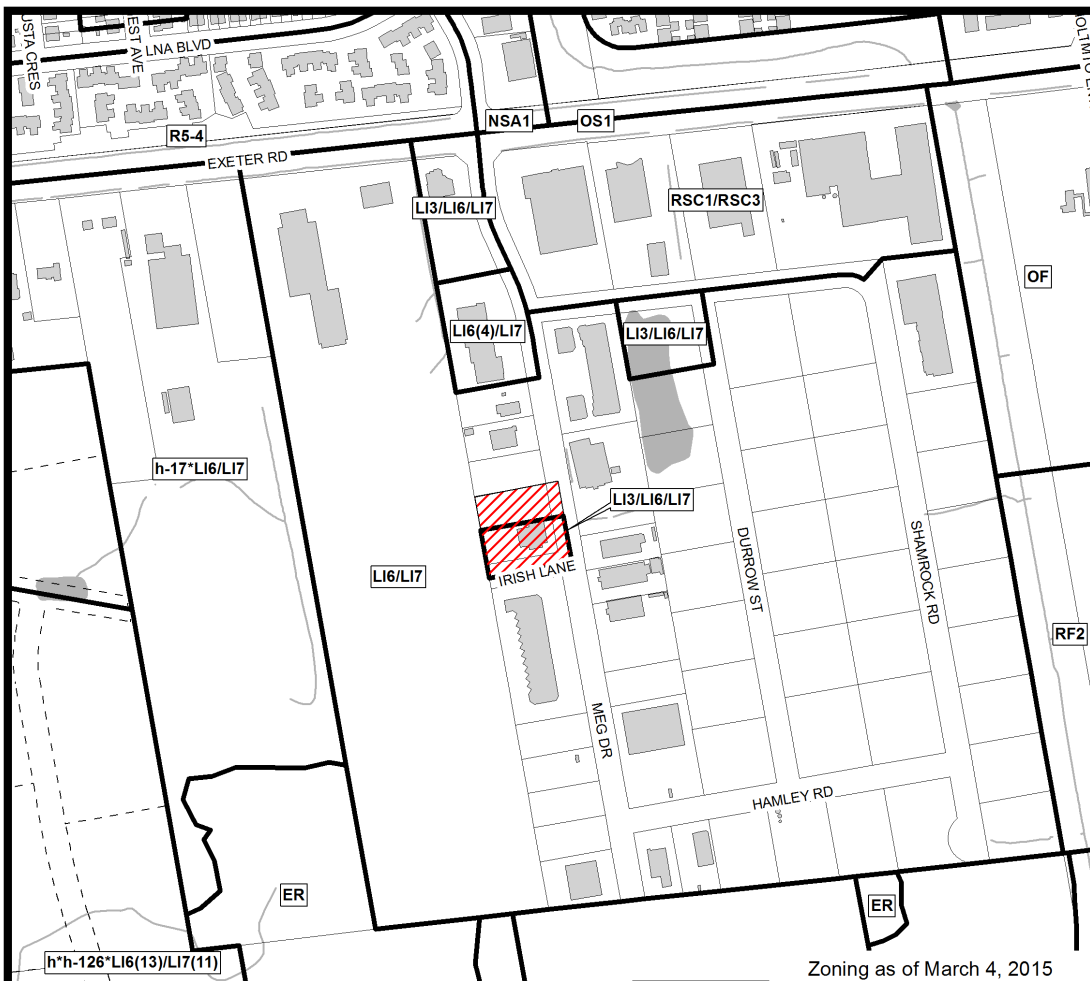 USTA ACRES
EST AVE
LNA BLVD
NSA1
OS1
R5-4
EXETER RD
LI3/LI6/LI7
RSC1/RSC3
OF
LI6(4)/LI7
LI3/LI6/LI7
h-17*LI6/LI7
LI3/LI6/LI7
LI6/LI7
IRISH LANE
DURROW ST
SHAMROCK RD
RF2
MEG DR
HAMLEY RD
ER
ER
h*h-126*LI6(13)/LI7(11)
Zoning as of March 4, 2015